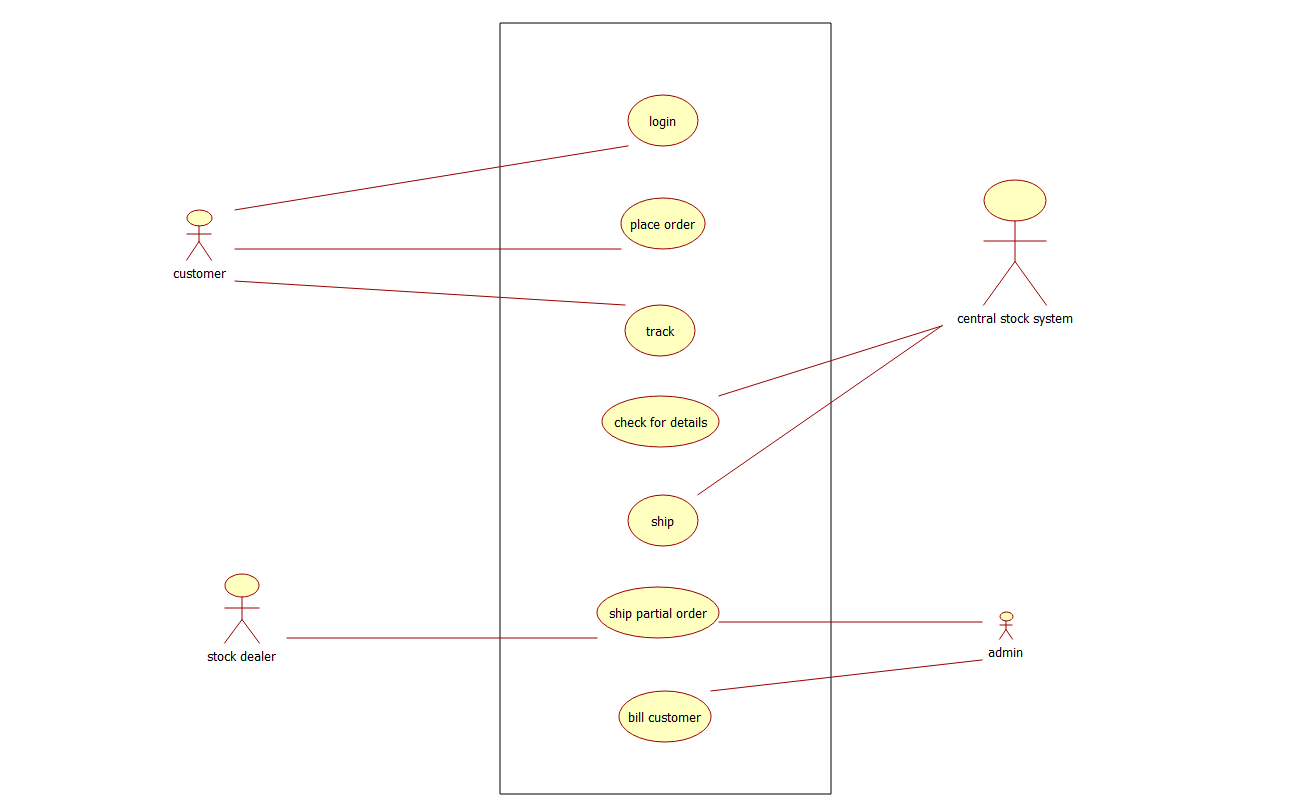 login
place order
customer
central stock system
track
check for details
ship
ship partial order
stock dealer
admin
bill customer